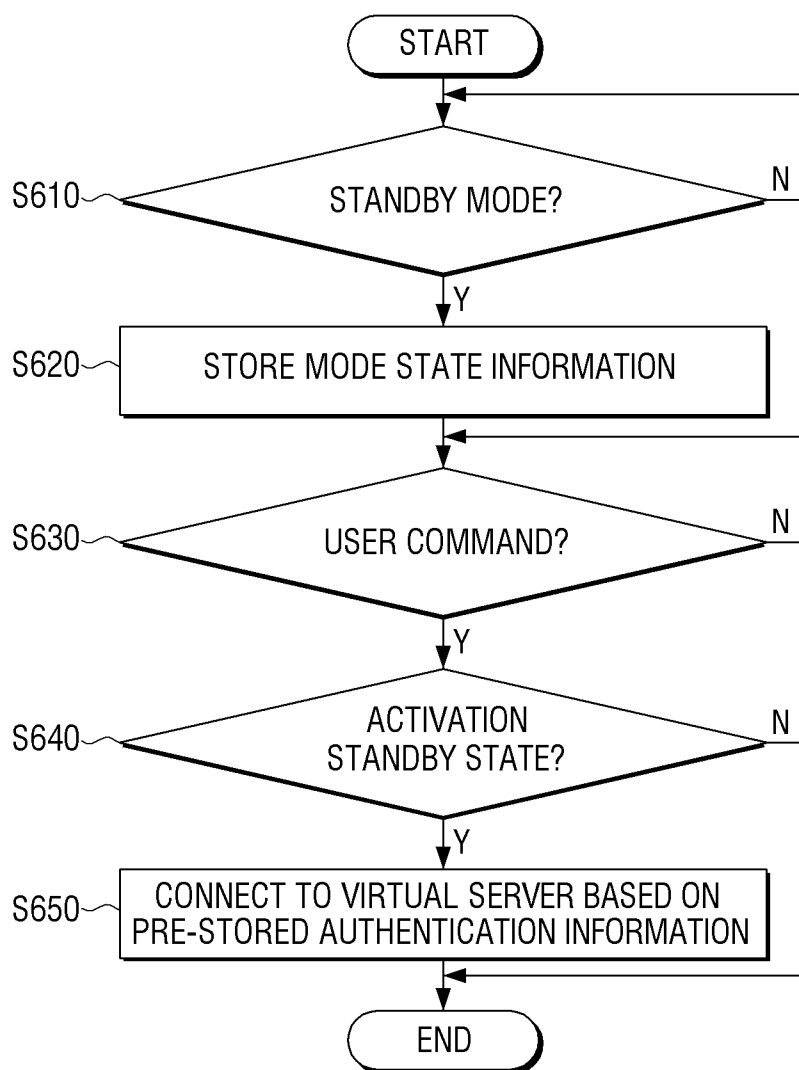 START
S610
STANDBY MODE?
N
Y
S620
STORE MODE STATE INFORMATION
S630
USER COMMAND?
N
Y
S640
ACTIVATION
STANDBY STATE?
N
Y
S650
CONNECT TO VIRTUAL SERVER BASED ON
PRE-STORED AUTHENTICATION INFORMATION
END